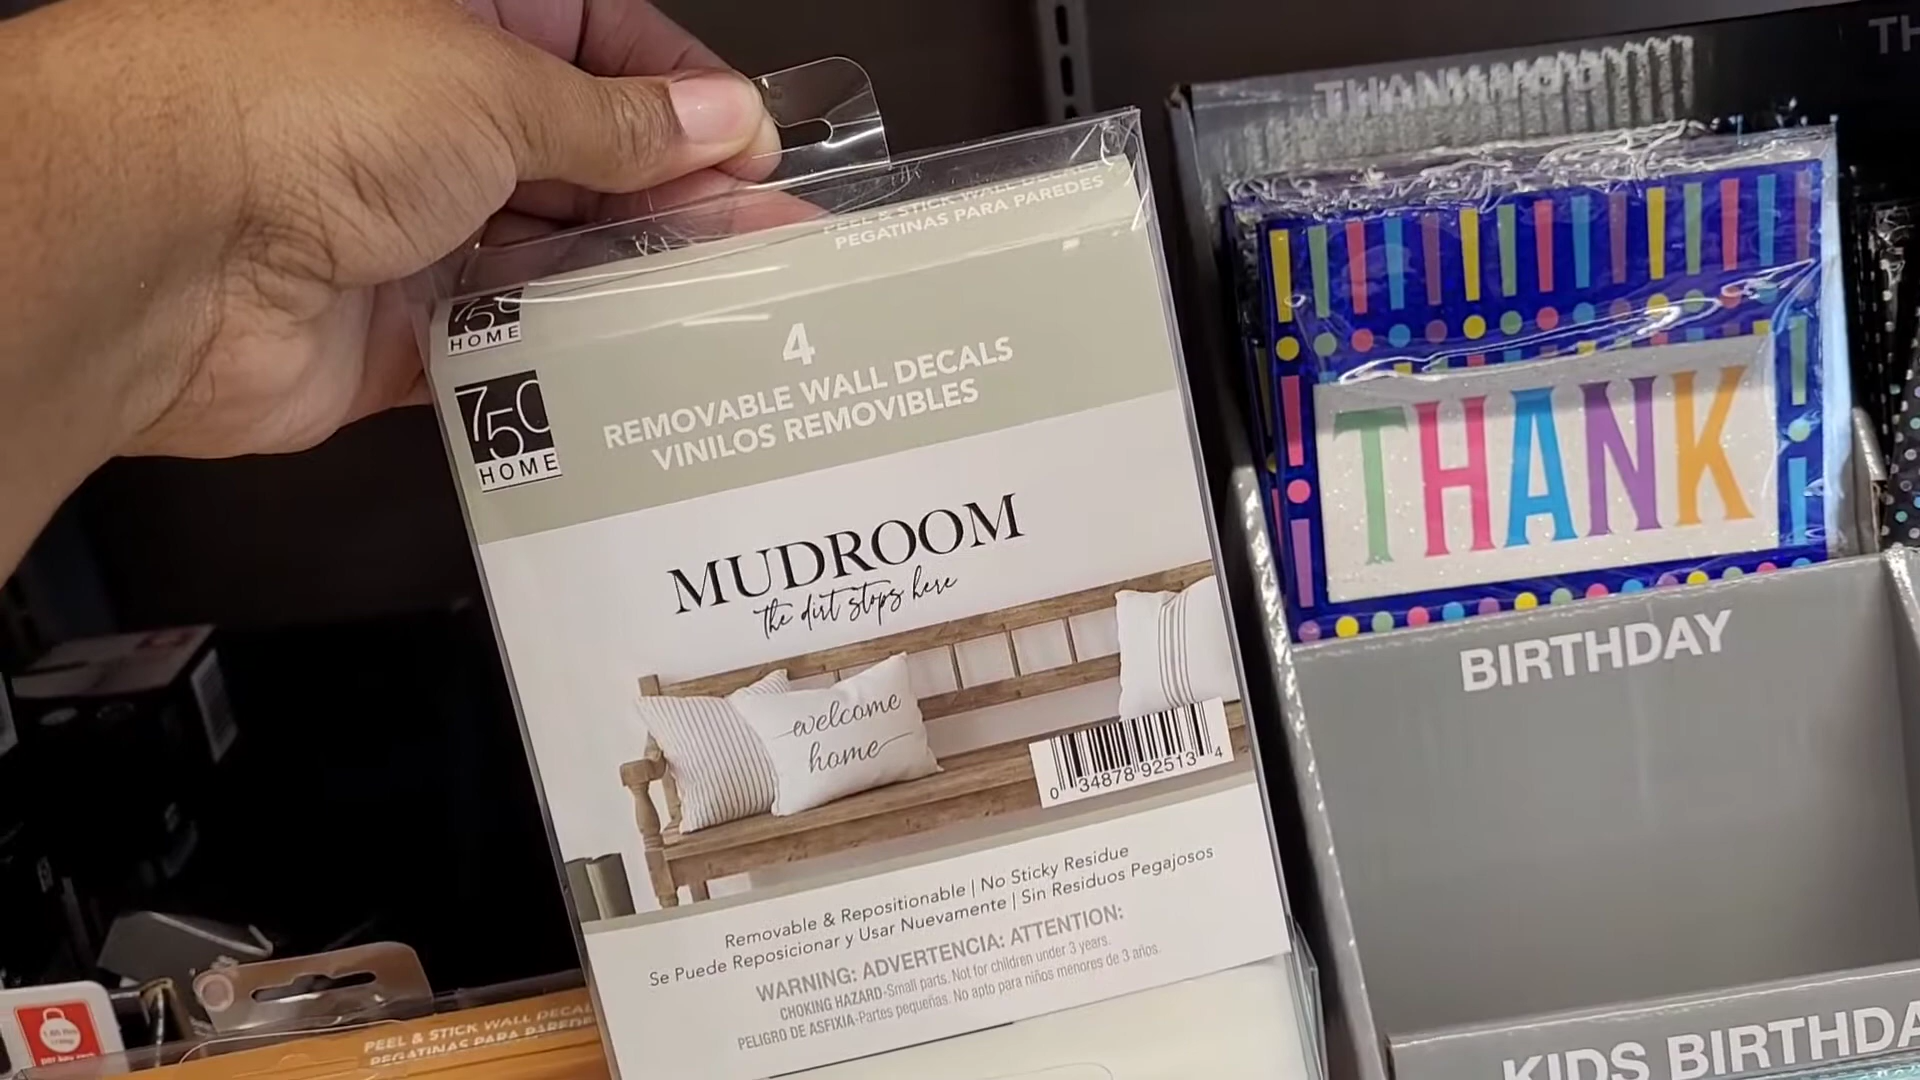 PEEL & STICK WALL DECALS
PEGATINAS PARA PAREDES
750
HOME
750
HOME
4
REMOVABLE WALL DECALS
VINILOS REMOVIBLES
MUDROOM
the dirt stops here
welcome
home
0 34878 92513 4
Removable & Repositionable | No Sticky Residue
Se Puede Reposicionar y Usar Nuevamente | Sin Residuos Pegajosos
WARNING: ADVERTENCIA: ATTENTION:
CHOKING HAZARD-Small parts. Not for children under 3 years.
PELIGRO DE ASFIXIA-Partes pequeñas. No apto para niños menores de 3 años.
PEEL & STICK WALL DECAL
PEGATINAS PARA PAREDE
TH
THANK
BIRTHDAY
KIDS BIRTHDA